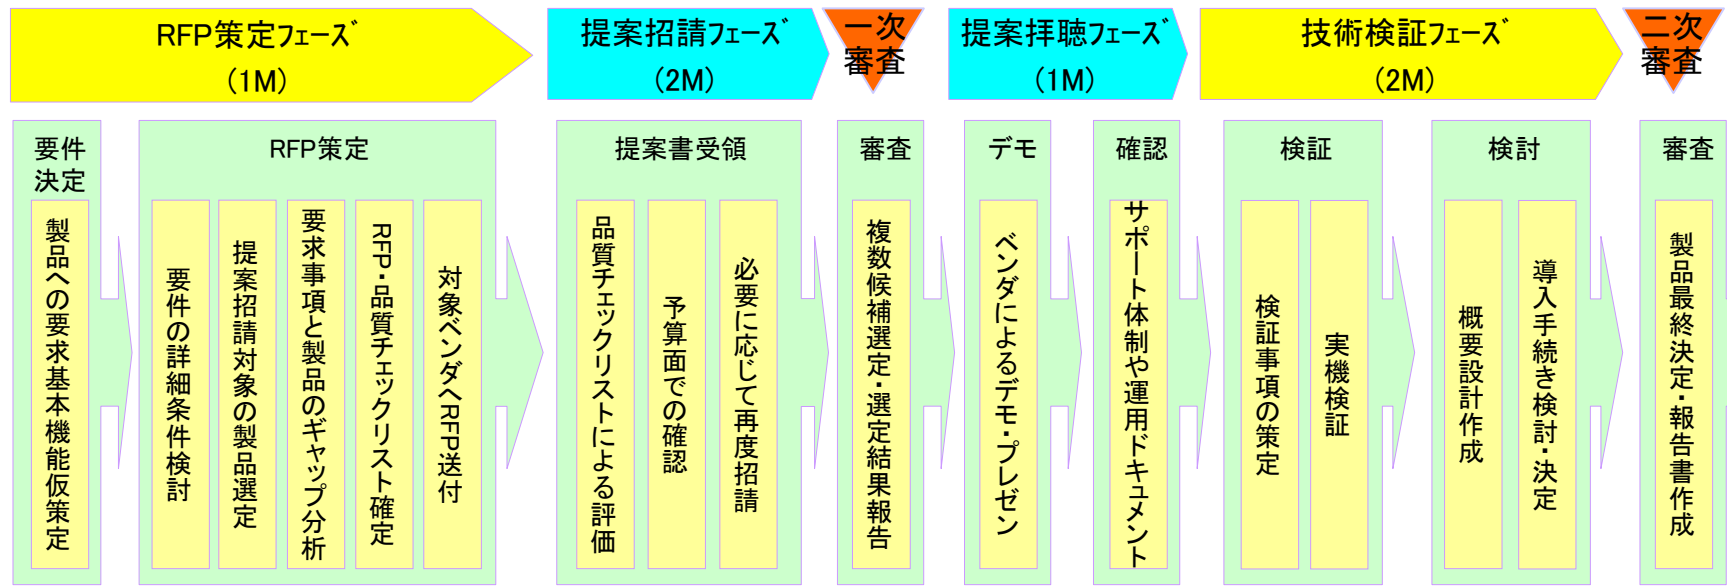 RFP策定フェーズ
(1M)
提案招請フェーズ
(2M)
一次
審査
提案拝聴フェーズ
(1M)
技術検証フェーズ
(2M)
二次
審査
要件
決定
製品への要求基本機能仮策定
RFP策定
要件の詳細条件検討
提案招請対象の製品選定
要求事項と製品のギャップ分析
RFP・品質チェックリスト確定
対象ベンダへRFP送付
提案書受領
品質チェックリストによる評価
予算面での確認
必要に応じて再度招請
審査
複数候補選定・選定結果報告
デモ
ベンダによるデモ・プレゼン
確認
サポート体制や運用ドキュメント
検証
検証事項の策定
実機検証
検討
概要設計作成
導入手続き検討・決定
審査
製品最終決定・報告書作成